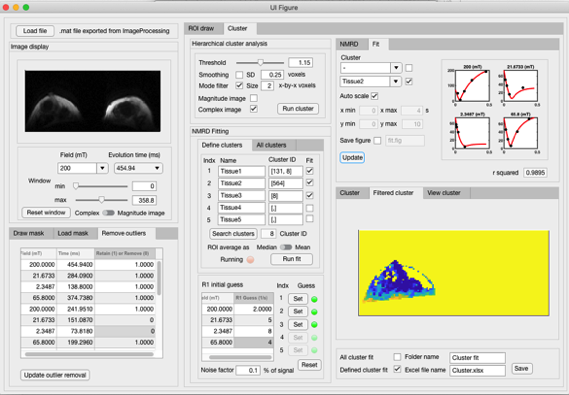 UI Figure
Load file
.mat file exported from ImageProcessing
Image display
Field (mT)
Evolution time (ms)
200
454.94
Window
min
0
max
358.8
Reset window
Complex
Magnitude image
Draw mask
Load mask
Remove outliers
Field (mT) Time (ms) Retain (1) or Remove (0)
200.0000 454.9400 1.0000
21.6733 284.0900 1.0000
2.3487 138.8000 1.0000
65.8000 374.7380 1.0000
200.0000 241.9510 1.0000
21.6733 151.0870 0
2.3487 73.8180 0
65.8000 199.2960 1.0000
Update outlier removal
ROI draw
Cluster
Hierarchical cluster analysis
Threshold
1.15
Smoothing
SD
0.25
voxels
Mode filter
Size
2
x-by-x voxels
Magnitude image
Complex image
Run cluster
NMRD Fitting
Define clusters
All clusters
Indx Name Cluster ID Fit
1 Tissue1 [131, 8]
2 Tissue2 [564]
3 Tissue3 [8]
4 Tissue4 [,]
5 Tissue5 [,]
Search clusters
8
Cluster ID
ROI average as
Median
Mean
Running
Run fit
R1 initial guess
R1 Guess (1/s)
200.0000 2.0000
21.6733 5
2.3487 8
65.8000 4
Indx Guess
1 Set
2 Set
3 Set
4 Set
5 Set
Noise factor
0.1
% of signal
Reset
NMRD
Fit
Cluster
-
Tissue2
Auto scale
x min
0
x max
4
s
y min
0
y max
10
Save figure
fit.fig
Update
200 (mT)
21.6733 (mT)
2.3487 (mT)
65.8 (mT)
r squared
0.9895
Cluster
Filtered cluster
View cluster
All cluster fit
Folder name
Cluster fit
Defined cluster fit
Excel file name
Cluster.xlsx
Save